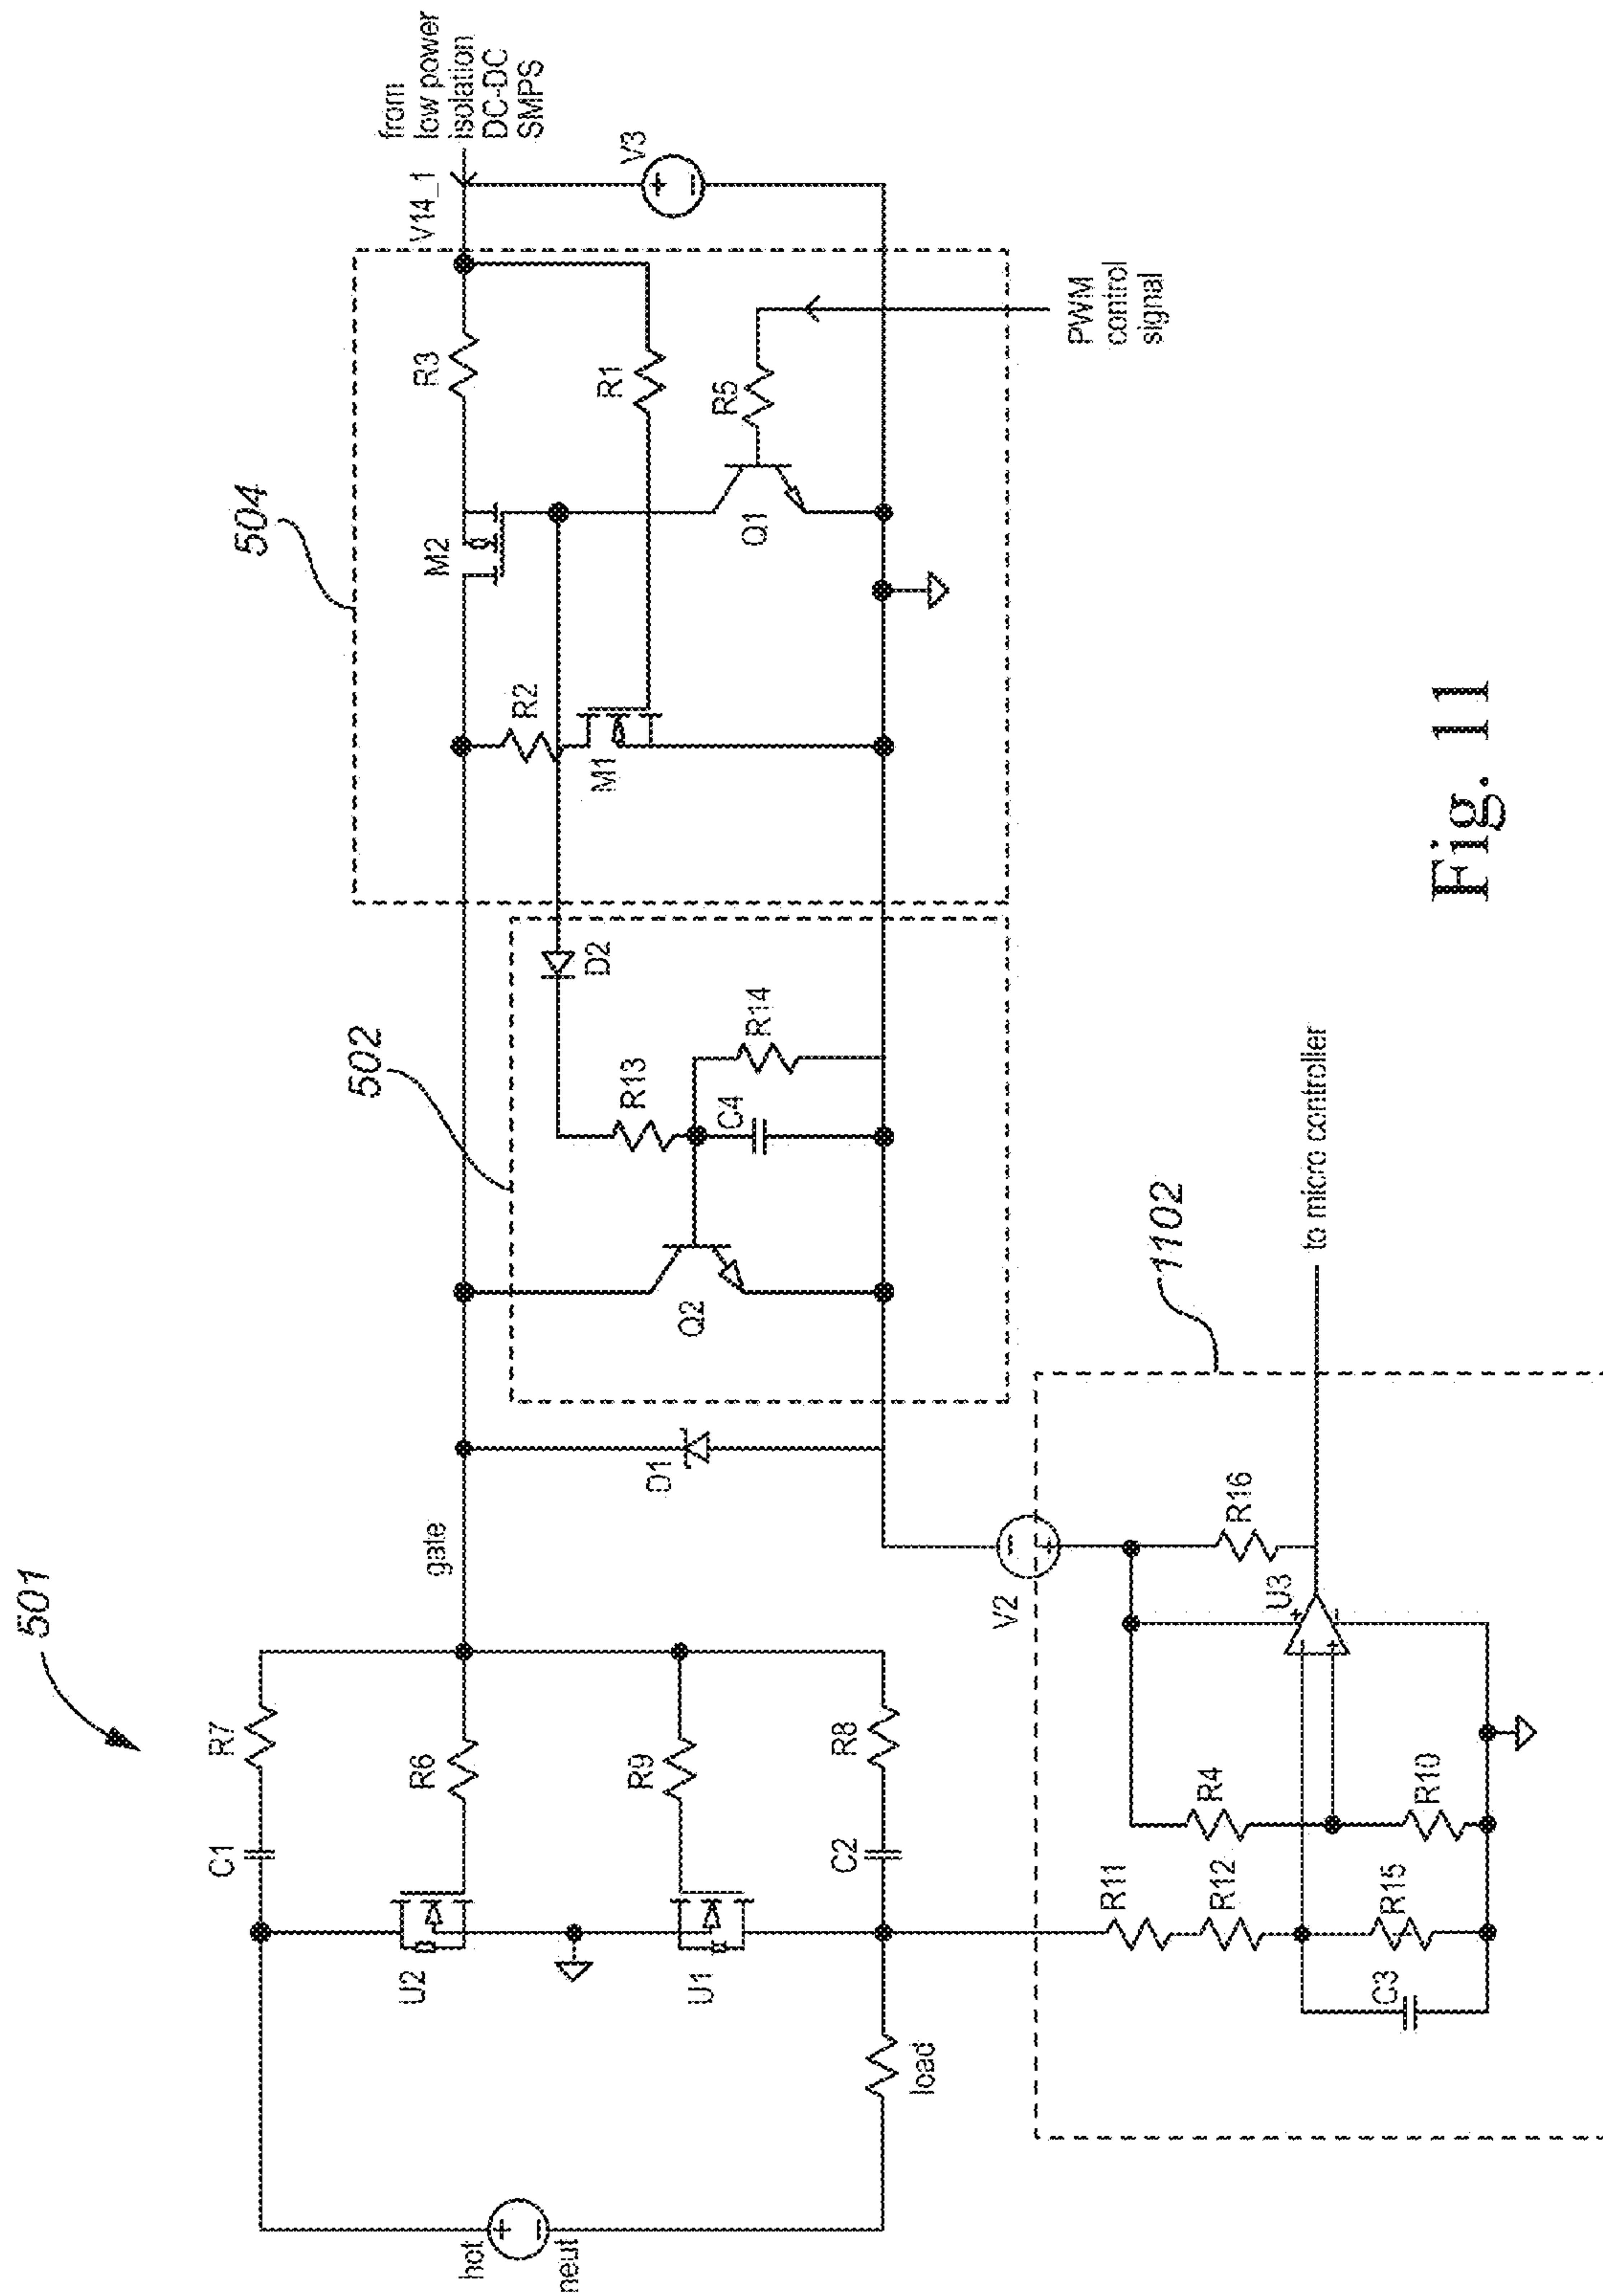 501
502
504
1102
from
low power
isolation
DC-DC
SMPS
V14_1
V3
R3
R1
R5
PWM
control
signal
M2
Q1
R2
M1
D2
R13
R14
C4
Q2
D1
gate
V2
R16
U3
to micro controller
R7
R6
R9
R8
C1
C2
U2
U1
R4
R10
R11
R12
R15
C3
load
hot
neut
Fig. 11